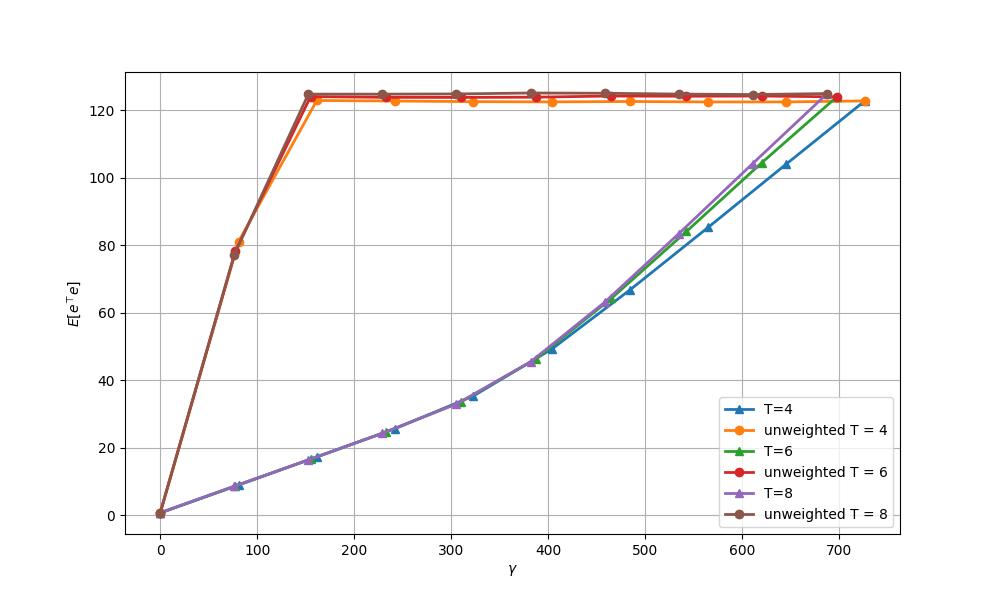 120
100
80
60
40
20
0
E[e⊤e]
0 100 200 300 400 500 600 700
γ
T=4
unweighted T = 4
T=6
unweighted T = 6
T=8
unweighted T = 8